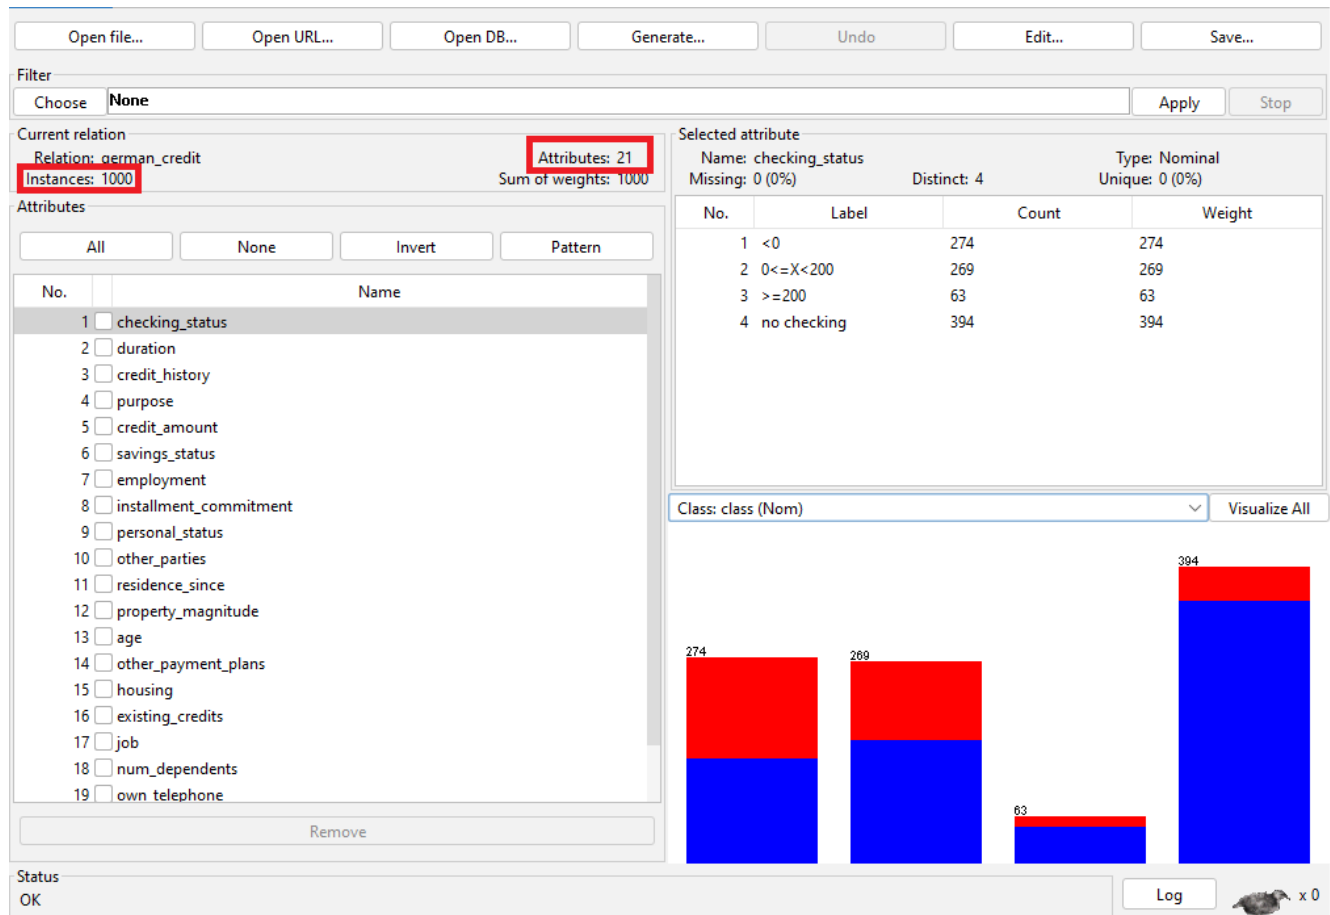 Open file... Open URL... Open DB... Generate... Undo Edit... Save...
Filter
Choose None Apply Stop
Current relation
Relation: german_credit Attributes: 21
Instances: 1000 Sum of weights: 1000
Attributes
All None Invert Pattern
No. Name
1 checking_status
2 duration
3 credit_history
4 purpose
5 credit_amount
6 savings_status
7 employment
8 installment_commitment
9 personal_status
10 other_parties
11 residence_since
12 property_magnitude
13 age
14 other_payment_plans
15 housing
16 existing_credits
17 job
18 num_dependents
19 own_telephone
Remove
Selected attribute
Name: checking_status Type: Nominal
Missing: 0 (0%) Distinct: 4 Unique: 0 (0%)
No. Label Count Weight
1 <0 274 274
2 0<=X<200 269 269
3 >=200 63 63
4 no checking 394 394
Class: class (Nom) Visualize All
274 269 63 394
Status
OK Log x 0